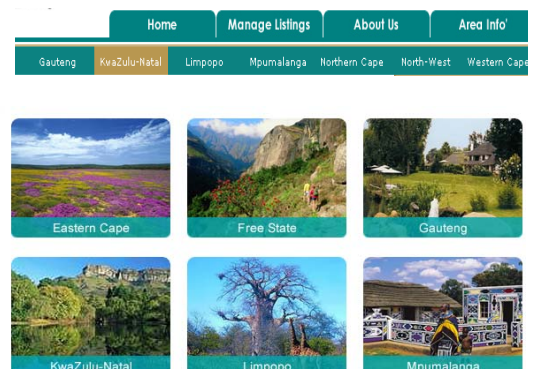 Home Manage Listings About Us Area Info'
Gauteng KwaZulu-Natal Limpopo Mpumalanga Northern Cape North-West Western Cape
Eastern Cape Free State Gauteng
KwaZulu-Natal Limpopo Mpumalanga